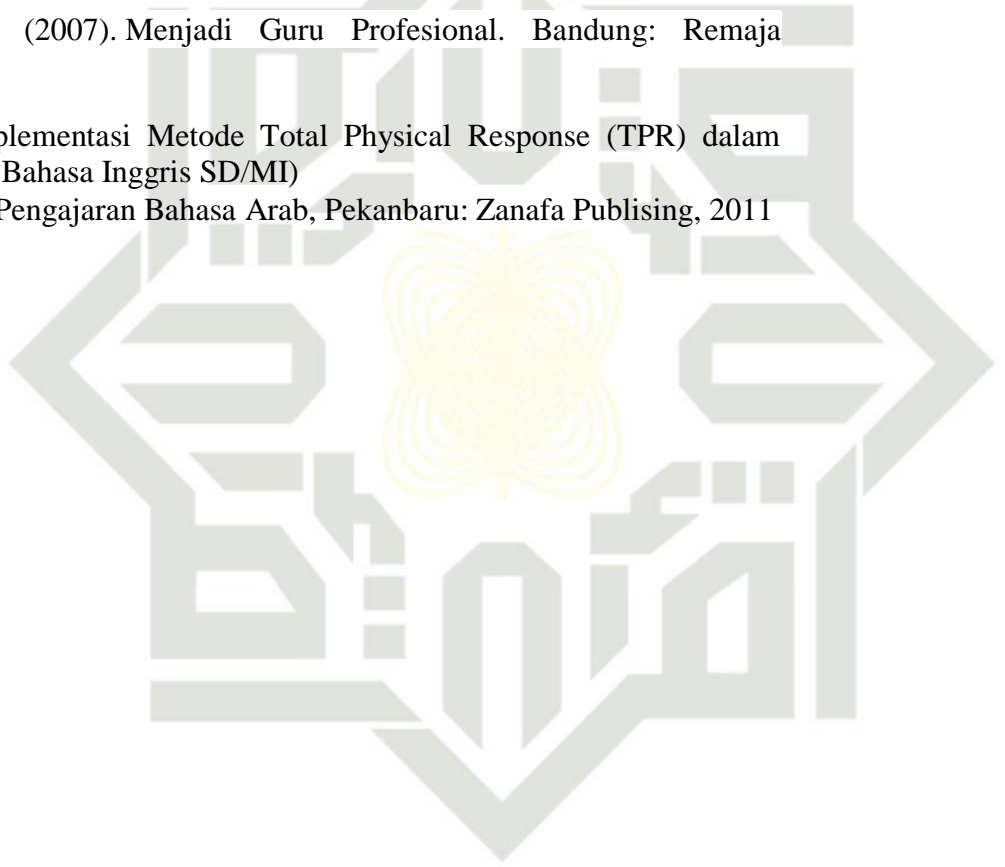 (2007). Menjadi Guru Profesional. Bandung: Remaja
plementasi Metode Total Physical Response (TPR) dalam
Bahasa Inggris SD/MI)
Pengajaran Bahasa Arab, Pekanbaru: Zanafa Publising, 2011